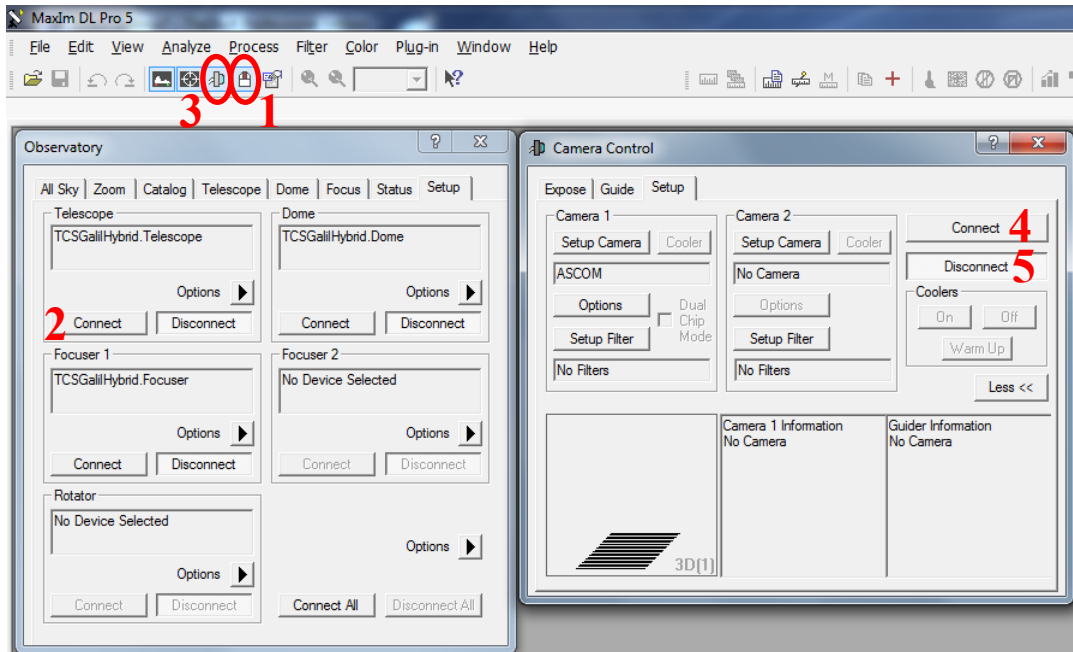 MaxIm DL Pro 5
File Edit View Analyze Process Filter Color Plug-in Window Help
3 1
Observatory
All Sky Zoom Catalog Telescope Dome Focus Status Setup
Telescope
TCSGalilHybrid.Telescope
Options
2 Connect Disconnect
Dome
TCSGalilHybrid.Dome
Options
Connect Disconnect
Focuser 1
TCSGalilHybrid.Focuser
Options
Connect Disconnect
Focuser 2
No Device Selected
Options
Connect Disconnect
Rotator
No Device Selected
Options
Connect Disconnect
Options
Connect All Disconnect All
Camera Control
Expose Guide Setup
Camera 1
Setup Camera Cooler
ASCOM
Options
Dual
Chip
Mode
Setup Filter
No Filters
Camera 2
Setup Camera Cooler
No Camera
Options
Setup Filter
No Filters
Connect 4
Disconnect 5
Coolers
On Off
Warm Up
Less <<
3D[1]
Camera 1 Information
No Camera
Guider Information
No Camera